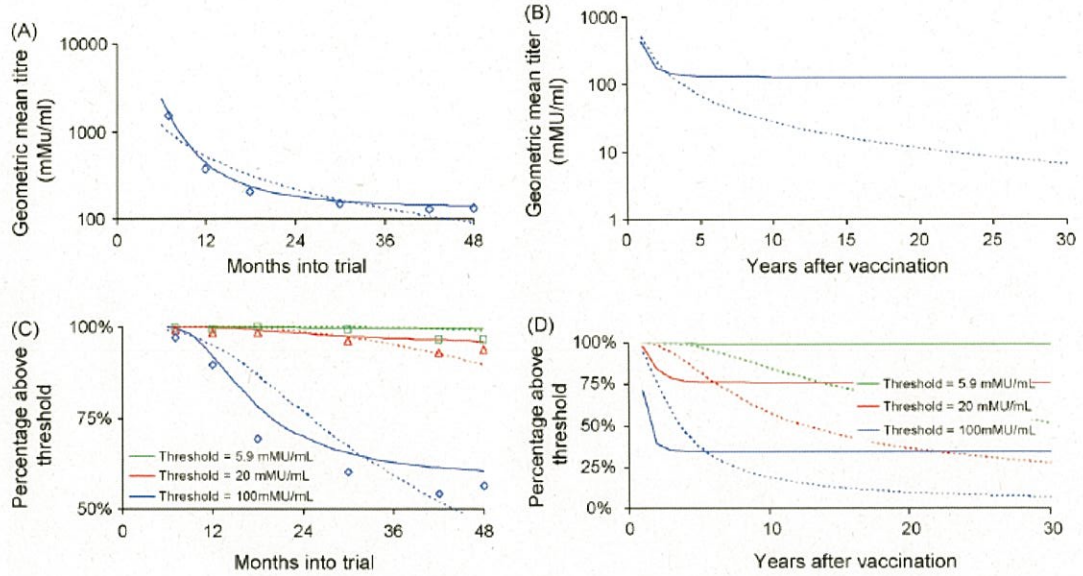 (A)
Geometric mean titre
(mMu/ml)
10000
1000
100
0 12 24 36 48
Months into trial
(B)
Geometric mean titer
(mMU/ml)
1000
100
10
1
0 5 10 15 20 25 30
Years after vaccination
(C)
Percentage above
threshold
100%
75%
50%
Threshold = 5.9 mMU/mL
Threshold = 20 mMU/mL
Threshold = 100mMU/mL
0 12 24 36 48
Months into trial
(D)
Percentage above
threshold
100%
75%
50%
25%
0%
Threshold = 5.9 mMU/mL
Threshold = 20 mMU/mL
Threshold = 100mMU/mL
0 10 20 30
Years after vaccination